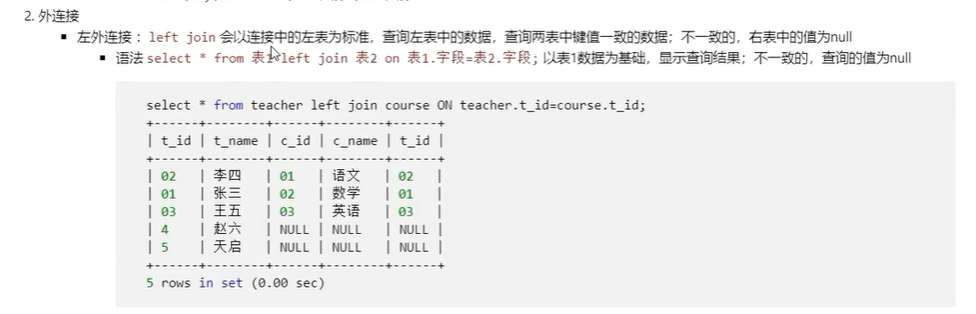 2. 外连接
▪ 左外连接： left join 会以连接中的左表为标准，查询左表中的数据，查询两表中键值一致的数据；不一致的，右表中的值为null
▪ 语法 select * from 表1 left join 表2 on 表1.字段=表2.字段; 以表1数据为基础，显示查询结果；不一致的，查询的值为null
select * from teacher left join course ON teacher.t_id=course.t_id;
+------+--------+------+--------+------+
| t_id | t_name | c_id | c_name | t_id |
+------+--------+------+--------+------+
| 02 | 李四 | 01 | 语文 | 02 |
| 01 | 张三 | 02 | 数学 | 01 |
| 03 | 王五 | 03 | 英语 | 03 |
| 4 | 赵六 | NULL | NULL | NULL |
| 5 | 天启 | NULL | NULL | NULL |
+------+--------+------+--------+------+
5 rows in set (0.00 sec)